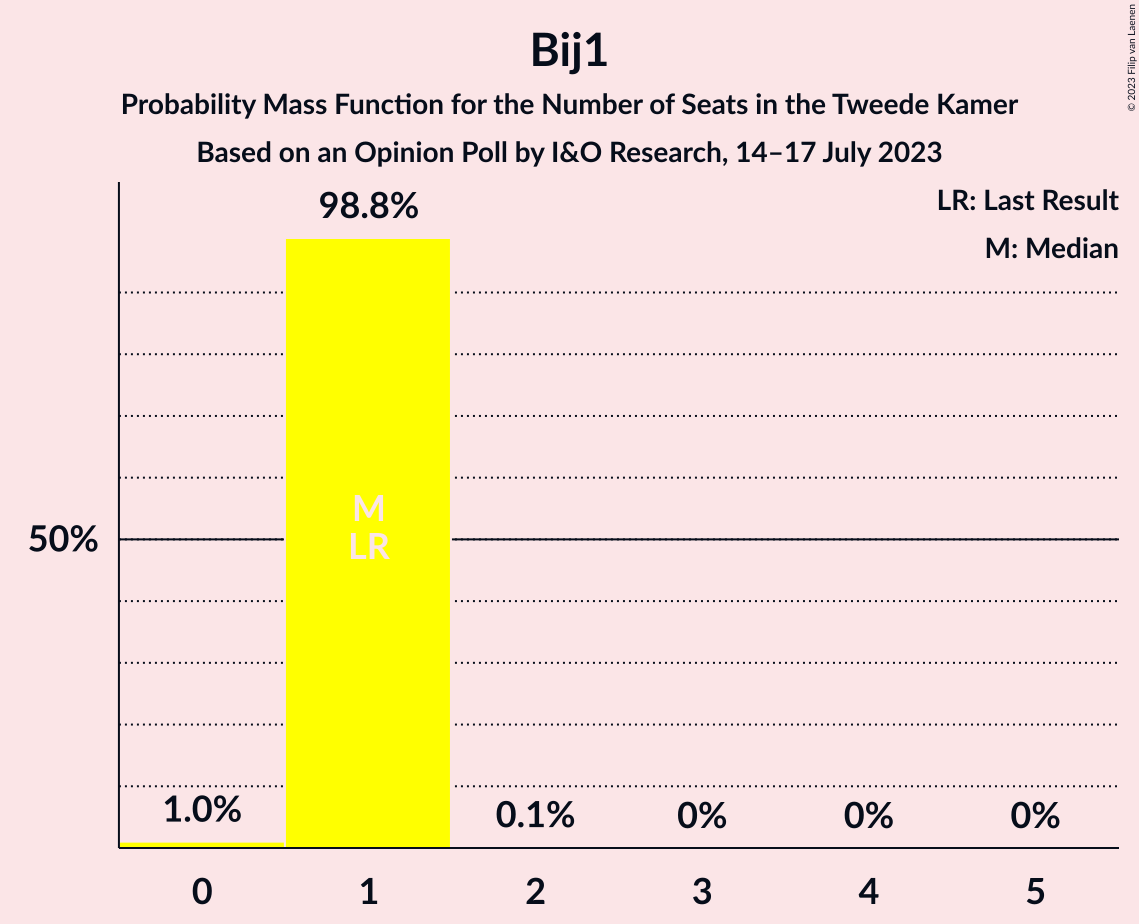 Bij1
Probability Mass Function for the Number of Seats in the Tweede Kamer
Based on an Opinion Poll by I&O Research, 14–17 July 2023
© 2023 Filip van Laenen
LR: Last Result
M: Median
98.8%
M
LR
50%
1.0%
0.1%
0%
0%
0%
0
1
2
3
4
5